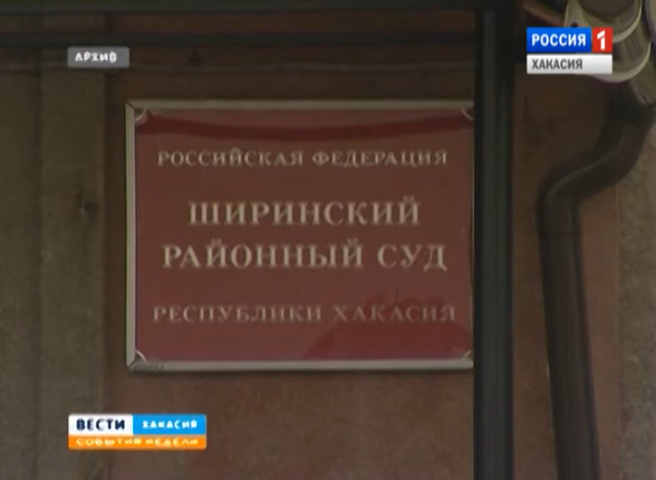 АРХИВ
РОССИЯ 1
ХАКАСИЯ
РОССИЙСКАЯ ФЕДЕРАЦИЯ
ШИРИНСКИЙ
РАЙОННЫЙ СУД
РЕСПУБЛИКИ ХАКАСИЯ
ВЕСТИ ХАКАСИЯ
СОБЫТИЯ НЕДЕЛИ